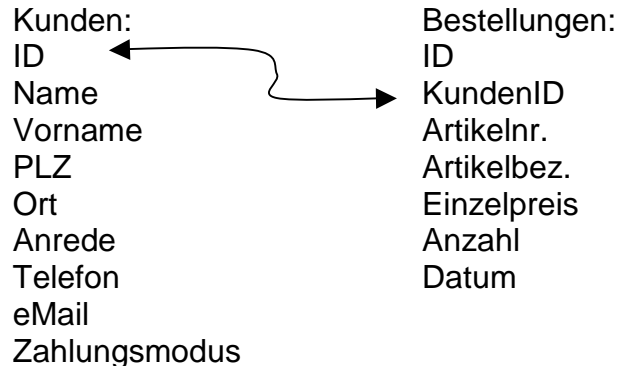 Kunden:
ID
Name
Vorname
PLZ
Ort
Anrede
Telefon
eMail
Zahlungsmodus
Bestellungen:
ID
KundenID
Artikelnr.
Artikelbez.
Einzelpreis
Anzahl
Datum